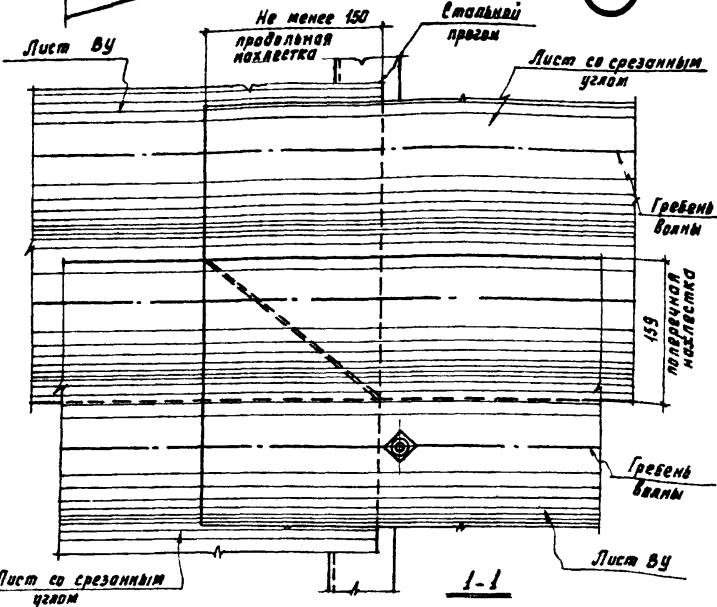 Не менее 150
продольная
нахлестка
Стальной
прогон
Лист ВУ
Лист со срезанным
углом
Гребень
волны
159
поперечная
нахлестка
Гребень
волны
Лист ВУ
Лист со срезанным
углом
1-1